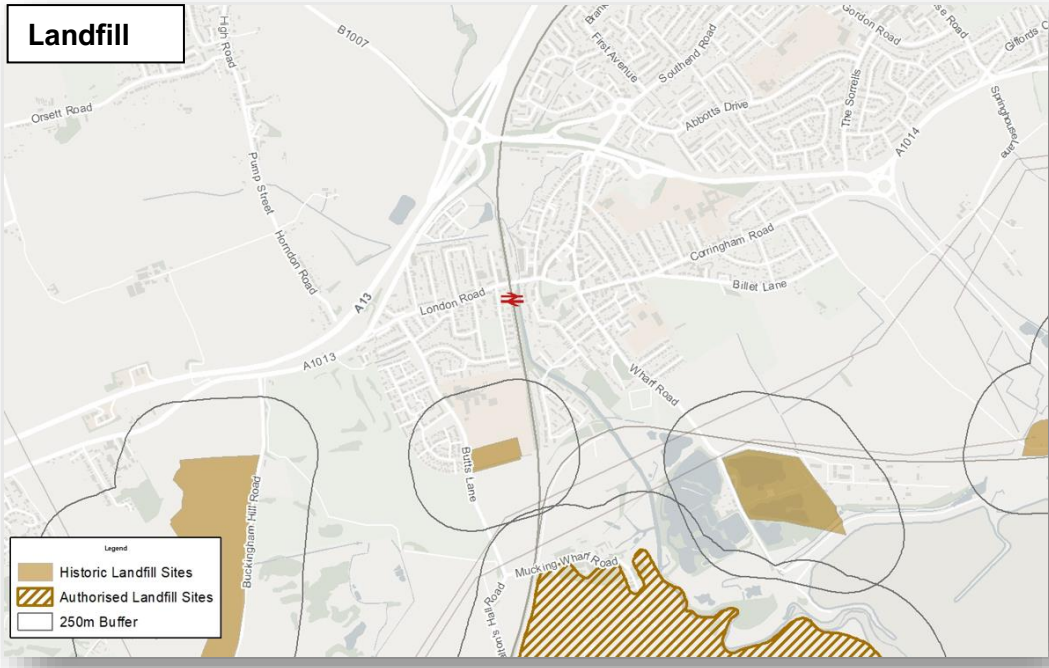 Landfill
B1007
High Road
First Avenue
Southend Road
Gordon Road
Orsett Road
Abbotts Drive
The Sorrells
Springhouse Lane
A1014
Pump Street
Horndon Road
Corringham Road
Billet Lane
London Road
A13
A1013
Wharf Road
Butts Lane
Buckingham Hill Road
Mucking Wharf Road
Road
Legend
Historic Landfill Sites
Authorised Landfill Sites
250m Buffer